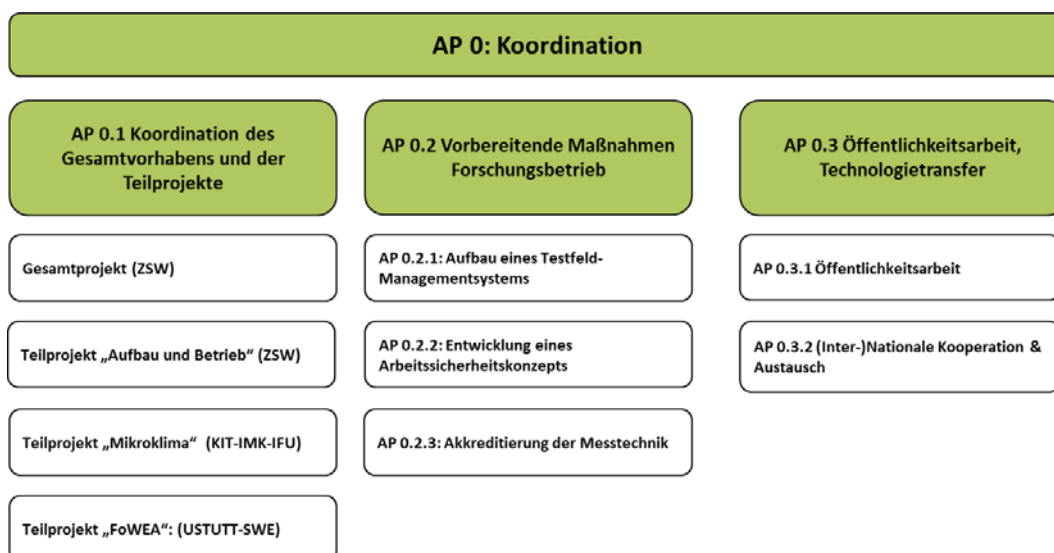 AP 0: Koordination
AP 0.1 Koordination des
Gesamtvorhabens und der
Teilprojekte
Gesamtprojekt (ZSW)
Teilprojekt „Aufbau und Betrieb“ (ZSW)
Teilprojekt „Mikroklima“ (KIT-IMK-IFU)
Teilprojekt „FoWEA“: (USTUTT-SWE)
AP 0.2 Vorbereitende Maßnahmen
Forschungsbetrieb
AP 0.2.1: Aufbau eines Testfeld-
Managementsystems
AP 0.2.2: Entwicklung eines
Arbeitssicherheitskonzepts
AP 0.2.3: Akkreditierung der Messtechnik
AP 0.3 Öffentlichkeitsarbeit,
Technologietransfer
AP 0.3.1 Öffentlichkeitsarbeit
AP 0.3.2 (Inter-)Nationale Kooperation &
Austausch